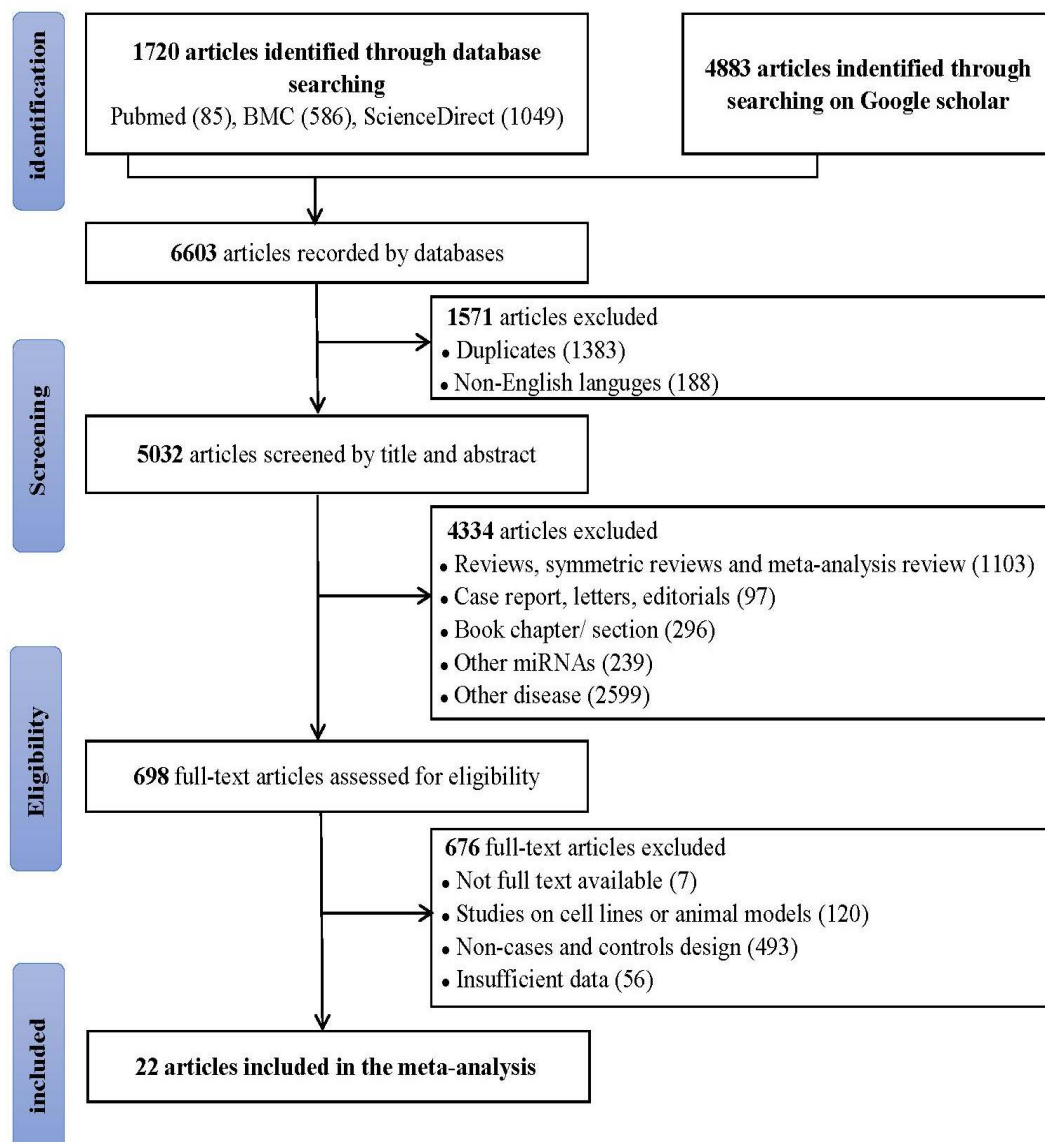 identification
1720 articles identified through database
searching
Pubmed (85), BMC (586), ScienceDirect (1049)
4883 articles indentified through
searching on Google scholar
6603 articles recorded by databases
Screening
1571 articles excluded
• Duplicates (1383)
• Non-English languges (188)
5032 articles screened by title and abstract
4334 articles excluded
• Reviews, symmetric reviews and meta-analysis review (1103)
• Case report, letters, editorials (97)
• Book chapter/ section (296)
• Other miRNAs (239)
• Other disease (2599)
Eligibility
698 full-text articles assessed for eligibility
676 full-text articles excluded
• Not full text available (7)
• Studies on cell lines or animal models (120)
• Non-cases and controls design (493)
• Insufficient data (56)
included
22 articles included in the meta-analysis